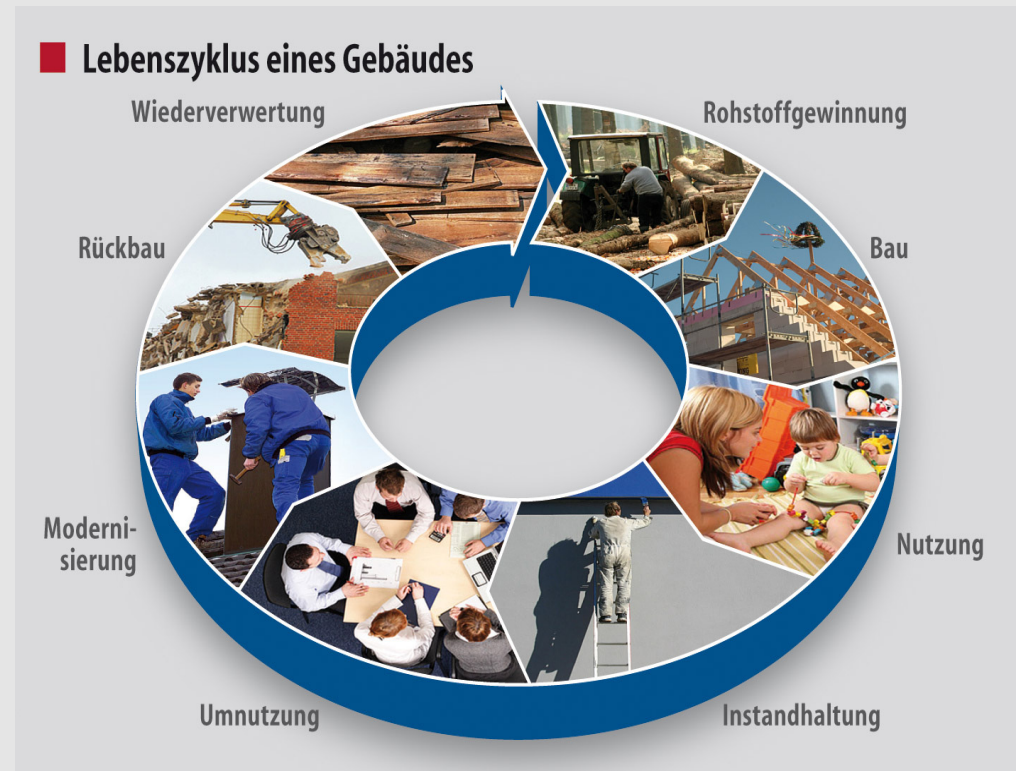 Lebenszyklus eines Gebäudes
Wiederverwertung
Rohstoffgewinnung
Rückbau
Bau
Moderni-
sierung
Nutzung
Umnutzung
Instandhaltung